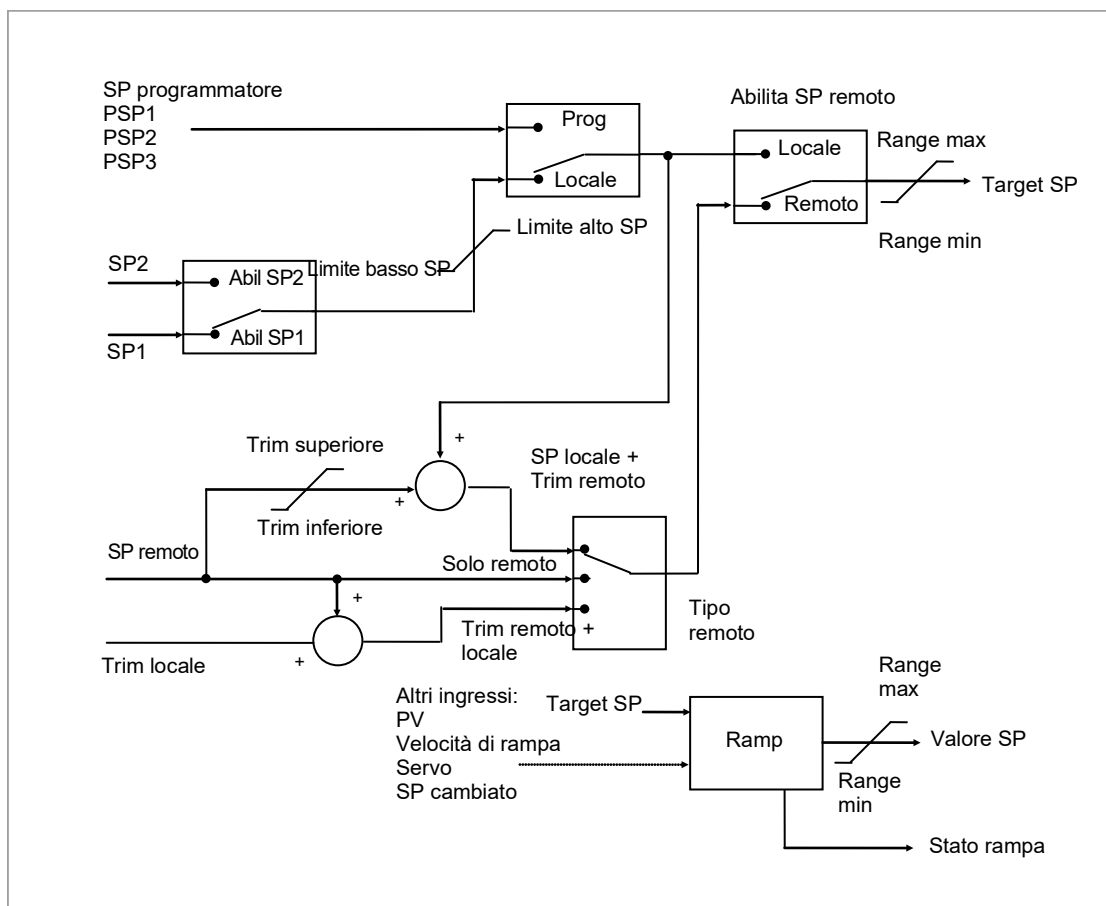 SP programmatore
PSP1
PSP2
PSP3
Prog
Locale
Abilita SP remoto
Locale
Remoto
Range max
Target SP
Range min
Limite alto SP
Limite basso SP
SP2
Abil SP2
Abil SP1
SP1
+
Trim superiore
+
Trim inferiore
SP locale +
Trim remoto
SP remoto
Solo remoto
+
Trim remoto +
locale
Tipo
remoto
Trim locale
+
Altri ingressi:
PV
Velocità di rampa
Servo
SP cambiato
Target SP
Ramp
Range
max
Valore SP
Range
min
Stato rampa